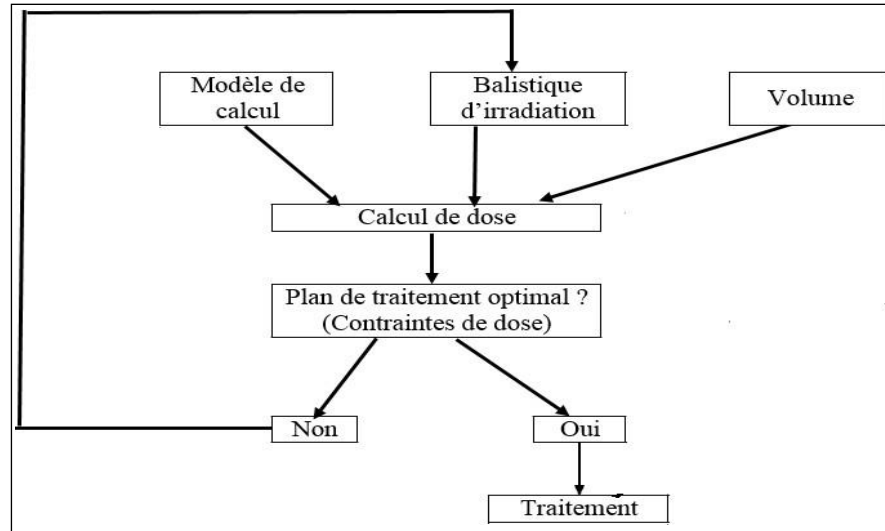 Modèle de
calcul
Balistique
d’irradiation
Volume
Calcul de dose
Plan de traitement optimal ?
(Contraintes de dose)
Non
Oui
Traitement